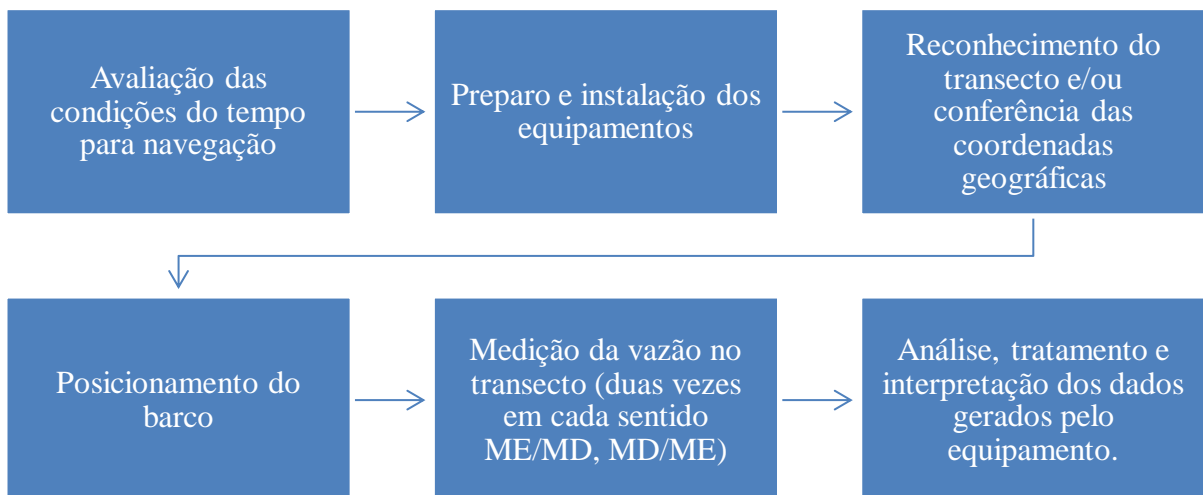 Avaliação das
condições do tempo
para navegação
Preparo e instalação dos
equipamentos
Reconhecimento do
transecto e/ou
conferência das
coordenadas
geográficas
Posicionamento do
barco
Medição da vazão no
transecto (duas vezes
em cada sentido
ME/MD, MD/ME)
Análise, tratamento e
interpretação dos dados
gerados pelo
equipamento.